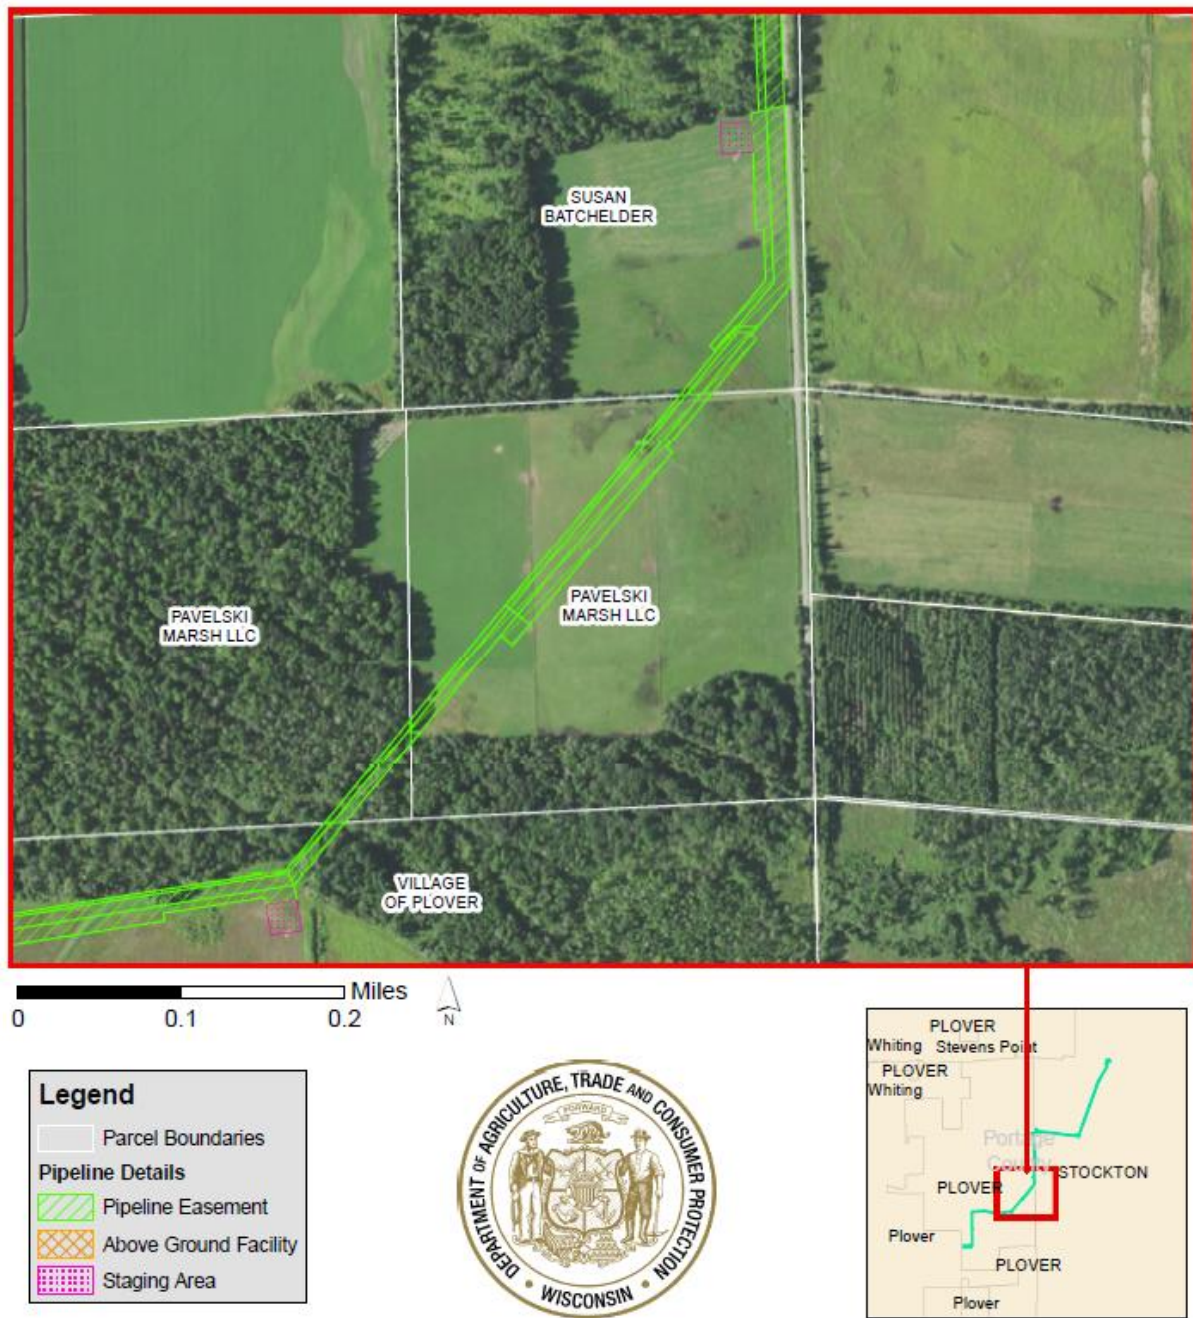 SUSAN
BATCHELDER
PAVELSKI
MARSH LLC
PAVELSKI
MARSH LLC
VILLAGE
OF PLOVER
Miles
0
0.1
0.2
N
Legend
Parcel Boundaries
Pipeline Details
Pipeline Easement
Above Ground Facility
Staging Area
DEPARTMENT OF AGRICULTURE, TRADE AND CONSUMER PROTECTION
FORWARD
• WISCONSIN •
PLOVER
Whiting
Stevens Point
PLOVER
Whiting
Portage
County
STOCKTON
PLOVER
Plover
PLOVER
Plover